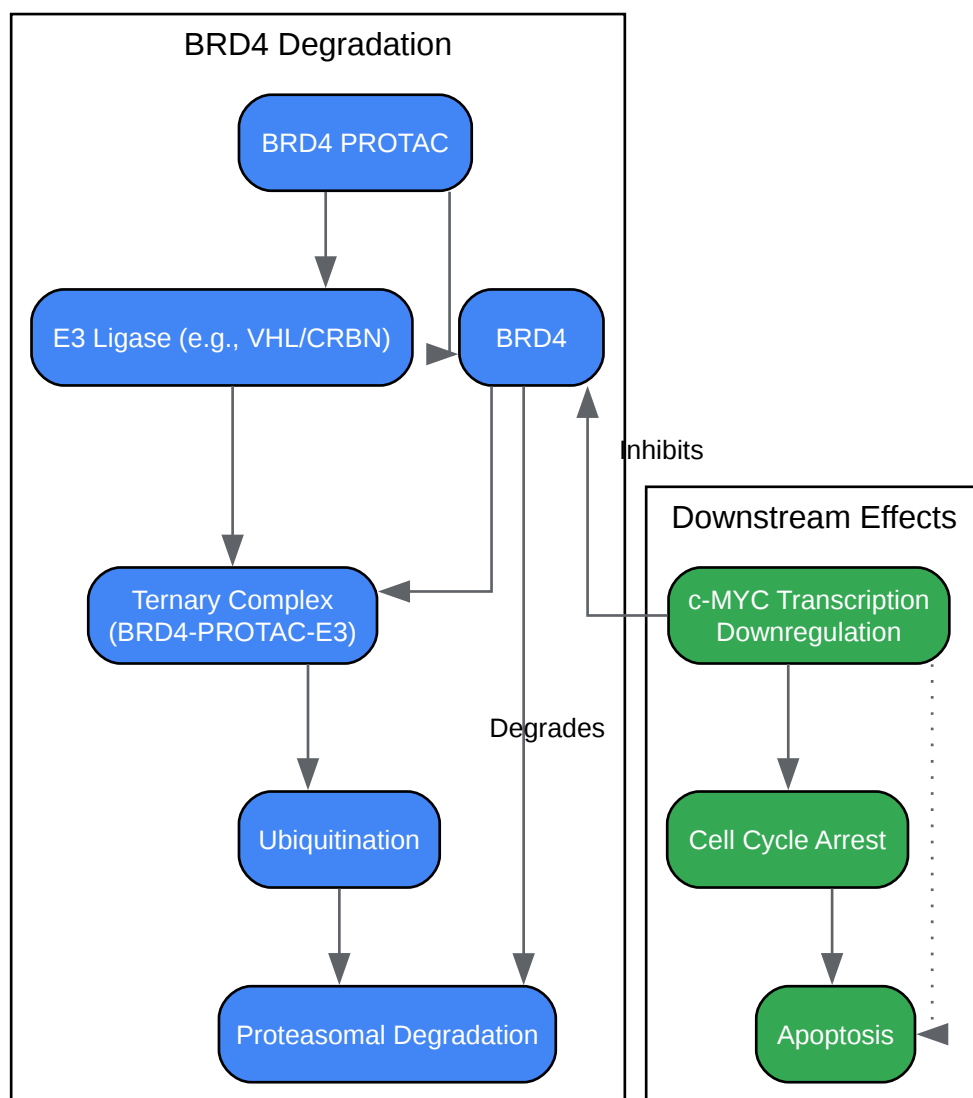 BRD4 Degradation
BRD4 PROTAC
E3 Ligase (e.g., VHL/CRBN)
BRD4
Inhibits
Downstream Effects
Ternary Complex
(BRD4-PROTAC-E3)
c-MYC Transcription
Downregulation
Degrades
Ubiquitination
Cell Cycle Arrest
Proteasomal Degradation
Apoptosis